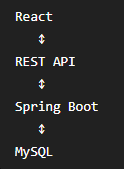 React
↕
REST API
↕
Spring Boot
↕
MySQL